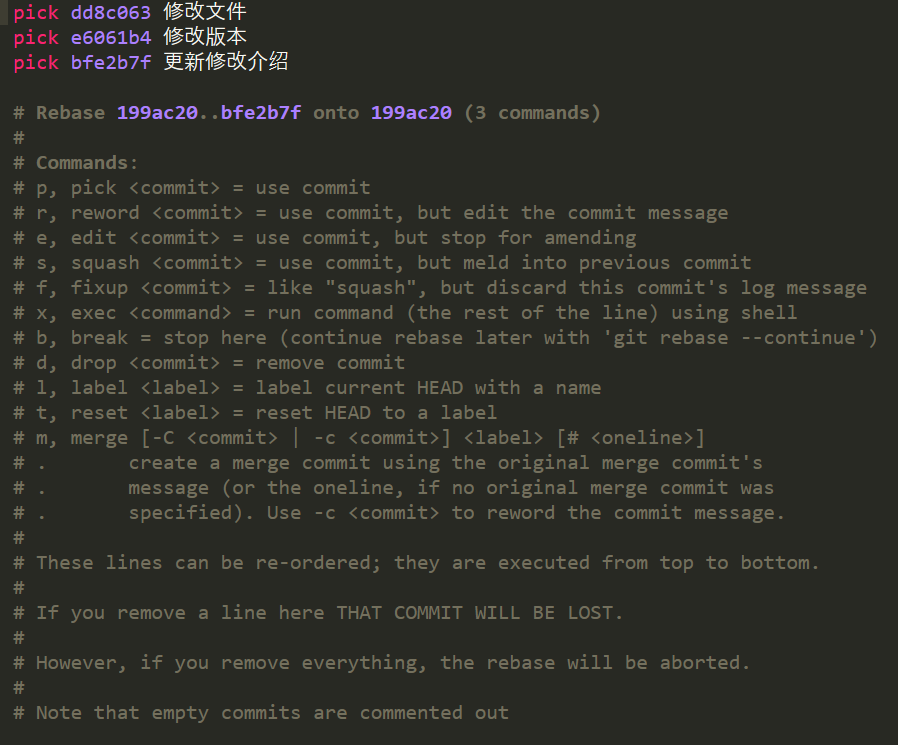 pick dd8c063 修改文件
pick e6061b4 修改版本
pick bfe2b7f 更新修改介绍
# Rebase 199ac20..bfe2b7f onto 199ac20 (3 commands)
#
# Commands:
# p, pick <commit> = use commit
# r, reword <commit> = use commit, but edit the commit message
# e, edit <commit> = use commit, but stop for amending
# s, squash <commit> = use commit, but meld into previous commit
# f, fixup <commit> = like "squash", but discard this commit's log message
# x, exec <command> = run command (the rest of the line) using shell
# b, break = stop here (continue rebase later with 'git rebase --continue')
# d, drop <commit> = remove commit
# l, label <label> = label current HEAD with a name
# t, reset <label> = reset HEAD to a label
# m, merge [-C <commit> | -c <commit>] <label> [# <oneline>]
# .       create a merge commit using the original merge commit's
# .       message (or the oneline, if no original merge commit was
# .       specified). Use -c <commit> to reword the commit message.
#
# These lines can be re-ordered; they are executed from top to bottom.
#
# If you remove a line here THAT COMMIT WILL BE LOST.
#
# However, if you remove everything, the rebase will be aborted.
#
# Note that empty commits are commented out